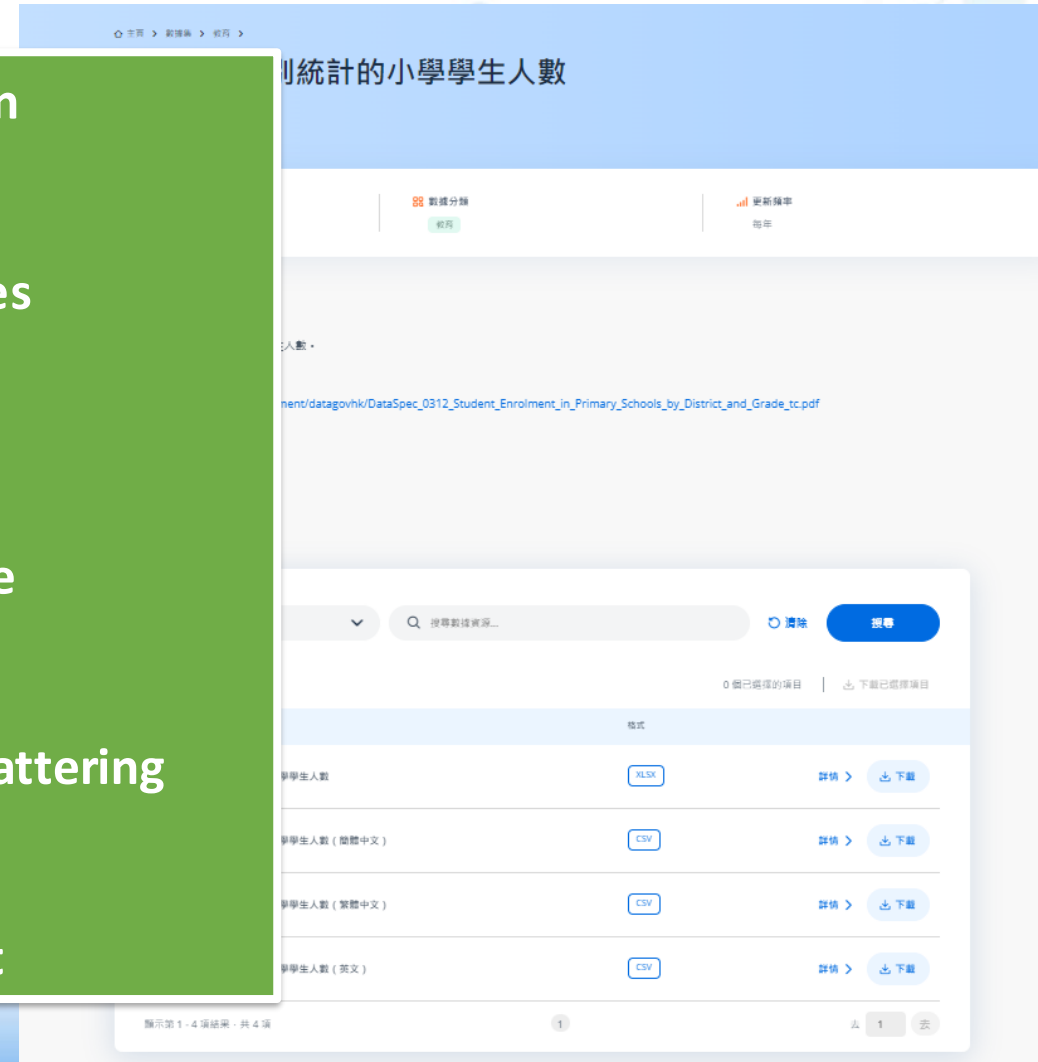 主頁 > 數據集 > 教育 >
別統計的小學學生人數
數據分類
更新頻率
教育
每年
生人數。
ment/datagovhk/DataSpec_0312_Student_Enrolment_in_Primary_Schools_by_District_and_Grade_tc.pdf
搜尋數據資源...
清除
搜尋
0 個已選擇的項目
下載已選擇項目
格式
學學生人數
XLSX
詳情 >
下載
學學生人數 ( 簡體中文 )
CSV
詳情 >
下載
學學生人數 ( 繁體中文 )
CSV
詳情 >
下載
學學生人數 ( 英文 )
CSV
詳情 >
下載
顯示第 1 - 4 項結果 - 共 4 項
1
去
1
去
n
es
e
attering
t